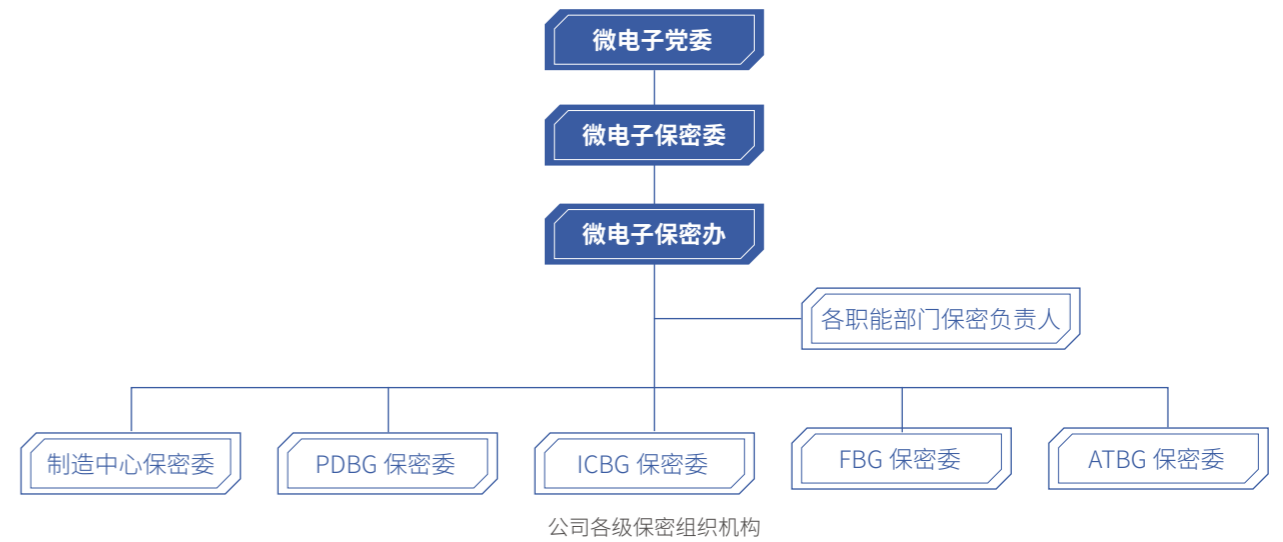 微电子党委
微电子保密委
微电子保密办
各职能部门保密负责人
制造中心保密委
PDBG 保密委
ICBG 保密委
FBG 保密委
ATBG 保密委
公司各级保密组织机构